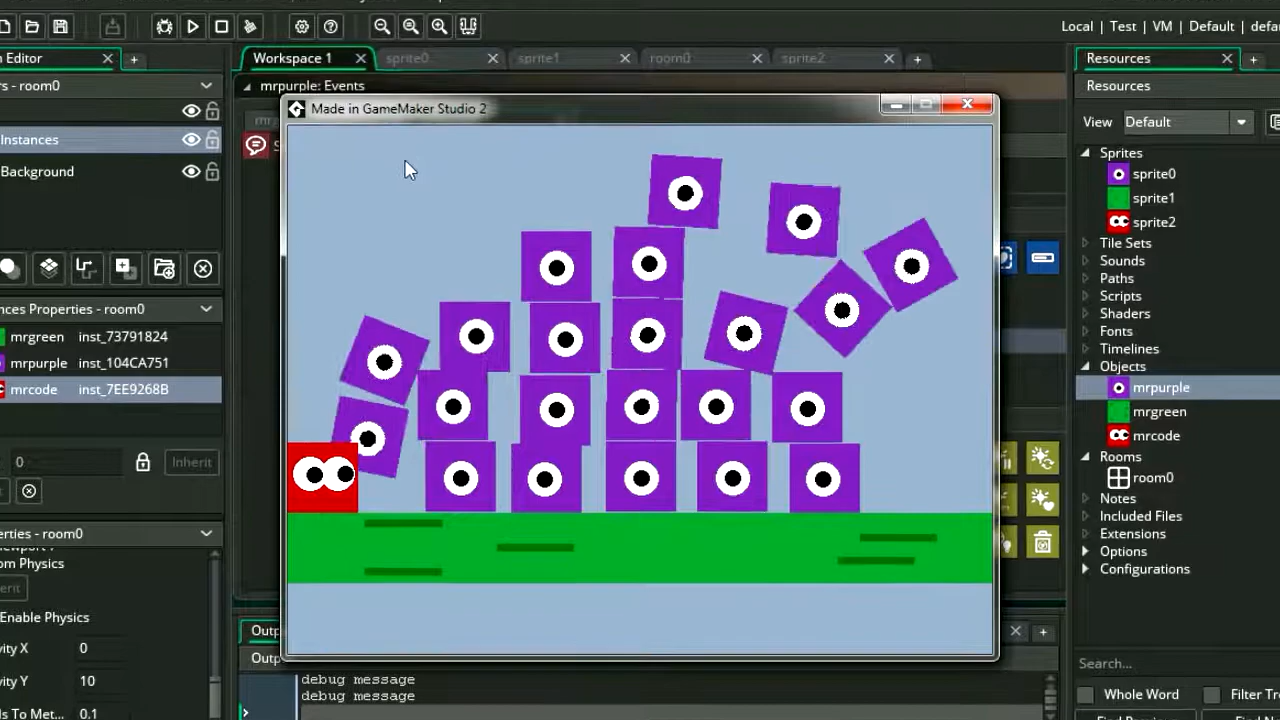 Local | Test | VM | Default | defa
n Editor
Workspace 1
sprite0
sprite1
room0
sprite2
Resources
rs - room0
mrpurple: Events
Resources
Made in GameMaker Studio 2
View
Default
Instances
Background
Sprites
sprite0
sprite1
sprite2
Tile Sets
Sounds
Paths
Scripts
Shaders
Fonts
Timelines
Objects
mrpurple
mrgreen
mrcode
Rooms
room0
Notes
Included Files
Extensions
Options
Configurations
nces Properties - room0
mrgreen inst_73791824
mrpurple inst_104CA751
mrcode inst_7EE9268B
0
Inherit
erties - room0
om Physics
erit
Enable Physics
vity X 0
vity Y 10
ls To Met... 0.1
Outp
Outp
debug message
debug message
Search...
Whole Word
Filter Tr